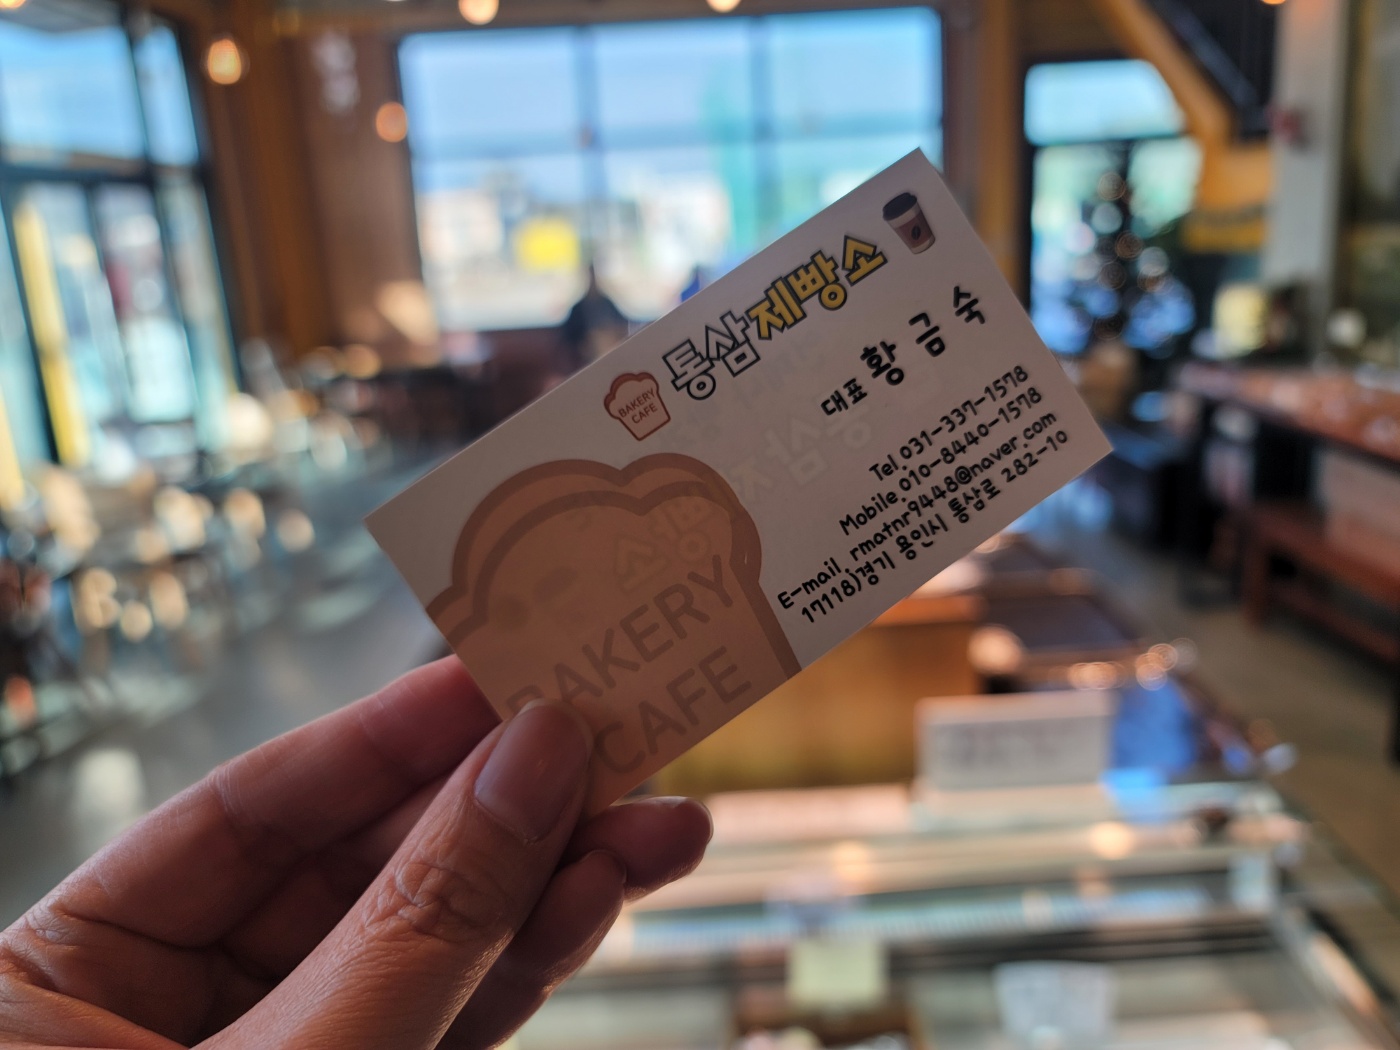 통삼제빵소
BAKERY
CAFE
대표 황 금 숙
Tel.031-337-1578
Mobile.010-8440-1578
E-mail. rmatnr9448@naver.com
17118)경기 용인시 통삼로 282-10
BAKERY
CAFE